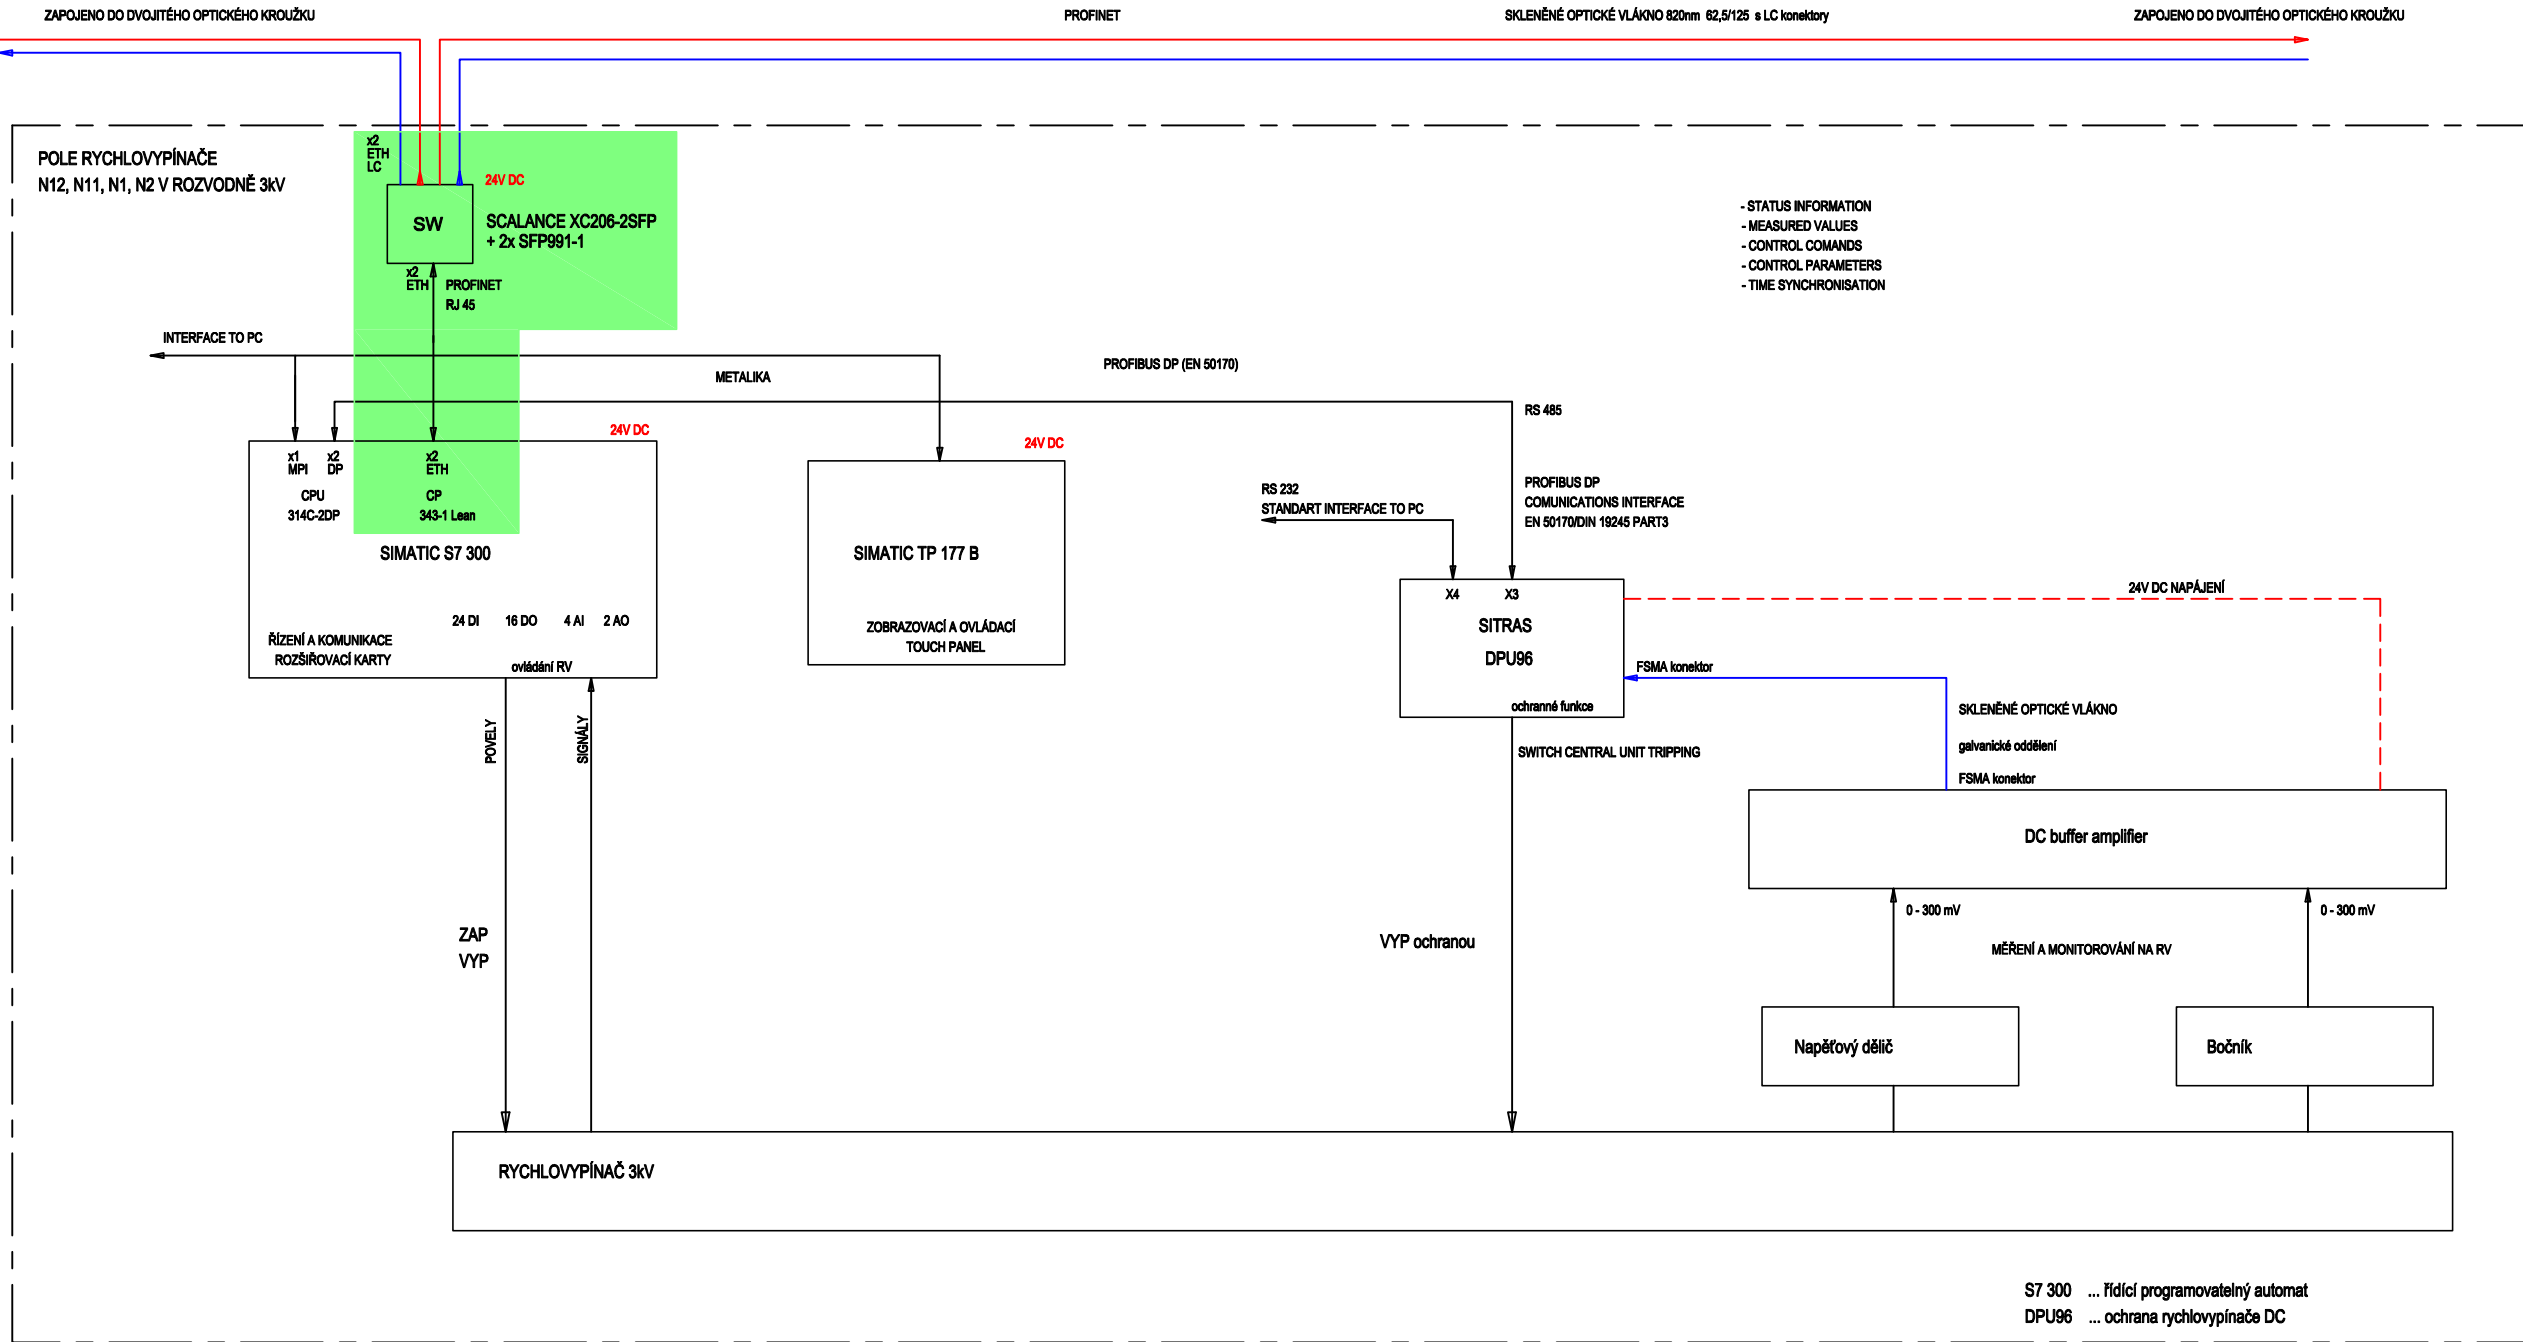 ZAPOJENO DO DVOJITÉHO OPTICKÉHO KROUŽKU
PROFINET
SKLENĚNÉ OPTICKÉ VLÁKNO 820nm  62,5/125  s LC konektory
ZAPOJENO DO DVOJITÉHO OPTICKÉHO KROUŽKU
POLE RYCHLOVYPÍNAČE
N12, N11, N1, N2 V ROZVODNĚ 3kV
x2
ETH
LC
24V DC
SW
SCALANCE XC206-2SFP
+ 2x SFP991-1
x2
ETH
PROFINET
RJ 45
- STATUS INFORMATION
- MEASURED VALUES
- CONTROL COMANDS
- CONTROL PARAMETERS
- TIME SYNCHRONISATION
INTERFACE TO PC
METALIKA
PROFIBUS DP (EN 50170)
RS 485
24V DC
x1
MPI
x2
DP
x2
ETH
CPU
314C-2DP
CP
343-1 Lean
SIMATIC S7 300
24 DI
16 DO
4 AI
2 AO
ŘÍZENÍ A KOMUNIKACE
ROZŠIŘOVACÍ KARTY
ovládání RV
24V DC
SIMATIC TP 177 B
ZOBRAZOVACÍ A OVLÁDACÍ
TOUCH PANEL
RS 232
STANDART INTERFACE TO PC
PROFIBUS DP
COMUNICATIONS INTERFACE
EN 50170/DIN 19245 PART3
X4
X3
SITRAS
DPU96
ochranné funkce
24V DC NAPÁJENÍ
FSMA konektor
SKLENĚNÉ OPTICKÉ VLÁKNO
galvanické oddělení
FSMA konektor
POVELY
SIGNÁLY
SWITCH CENTRAL UNIT TRIPPING
DC buffer amplifier
0 - 300 mV
0 - 300 mV
ZAP
VYP
VYP ochranou
MĚŘENÍ A MONITOROVÁNÍ NA RV
Napěťový dělič
Bočník
RYCHLOVYPÍNAČ 3kV
S7 300 ... řídící programovatelný automat
DPU96 ... ochrana rychlovypínače DC